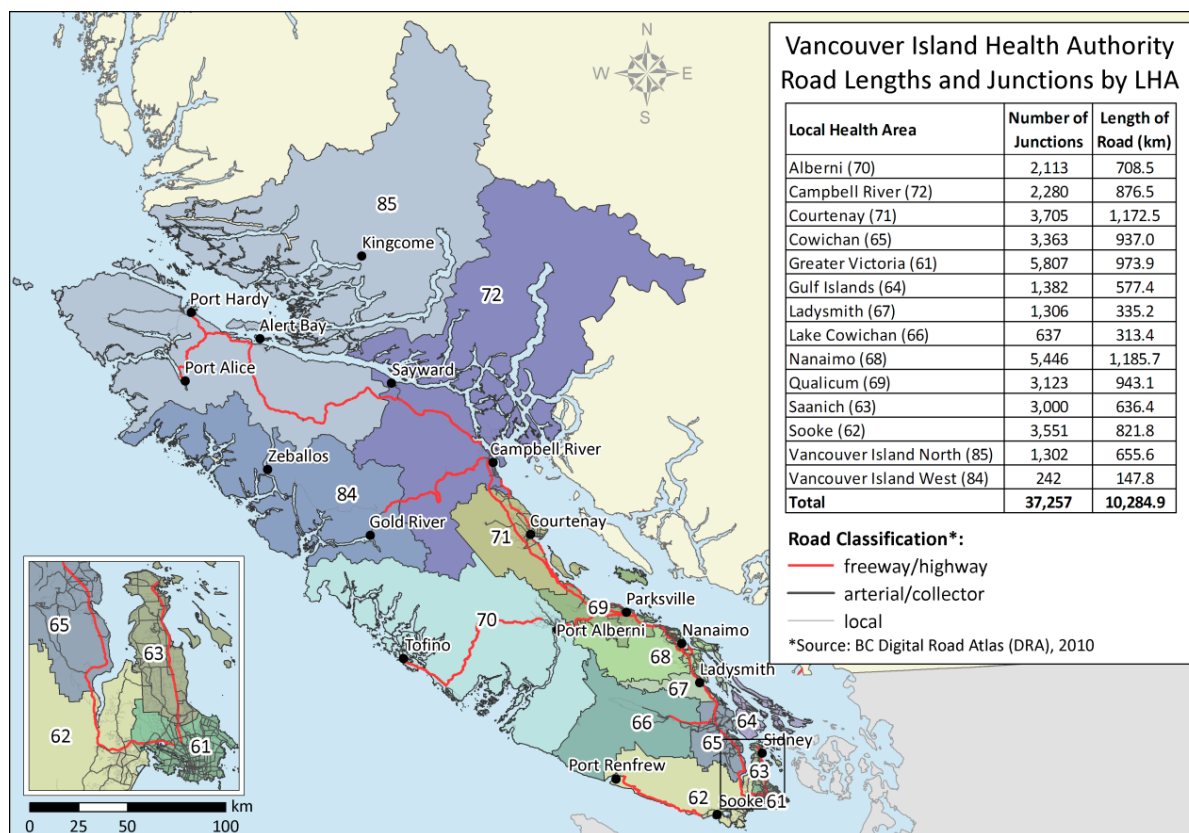 Vancouver Island Health Authority
Road Lengths and Junctions by LHA
Local Health Area Number of Junctions Length of Road (km)
Alberni (70) 2,113 708.5
Campbell River (72) 2,280 876.5
Courtenay (71) 3,705 1,172.5
Cowichan (65) 3,363 937.0
Greater Victoria (61) 5,807 973.9
Gulf Islands (64) 1,382 577.4
Ladysmith (67) 1,306 335.2
Lake Cowichan (66) 637 313.4
Nanaimo (68) 5,446 1,185.7
Qualicum (69) 3,123 943.1
Saanich (63) 3,000 636.4
Sooke (62) 3,551 821.8
Vancouver Island North (85) 1,302 655.6
Vancouver Island West (84) 242 147.8
Total 37,257 10,284.9
Road Classification*:
freeway/highway
arterial/collector
local
*Source: BC Digital Road Atlas (DRA), 2010
N
W E
S
85
Kingcome
72
Port Hardy
Alert Bay
Port Alice
Sayward
Campbell River
Zeballos
84
Gold River
Courtenay
71
69
Parksville
70
Port Alberni
Nanaimo
Tofino
68
Ladysmith
67
66
64
65
Sidney
63
Port Renfrew
62
Sooke
61
65
63
62
61
km
0 25 50 100